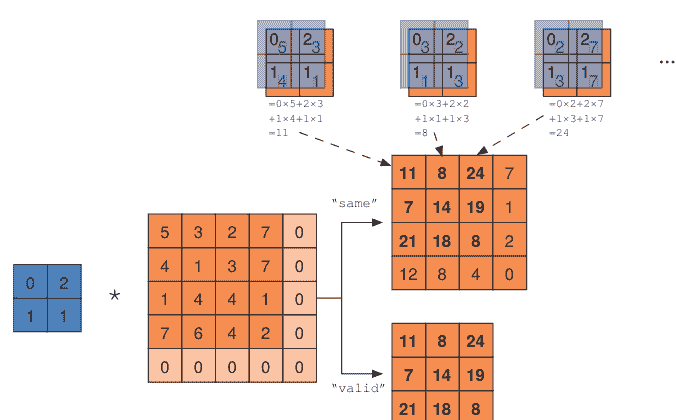 0 5 2 3
1 4 1 1
=0×5+2×3
+1×4+1×1
=11
0 3 2 2
1 1 1 3
=0×3+2×2
+1×1+1×3
=8
0 2 2 7
1 3 1 7
=0×2+2×7
+1×3+1×7
=24
...
11 8 24 7
7 14 19 1
21 18 8 2
12 8 4 0
"same"
0 2
1 1
*
5 3 2 7 0
4 1 3 7 0
1 4 4 1 0
7 6 4 2 0
0 0 0 0 0
"valid"
11 8 24
7 14 19
21 18 8